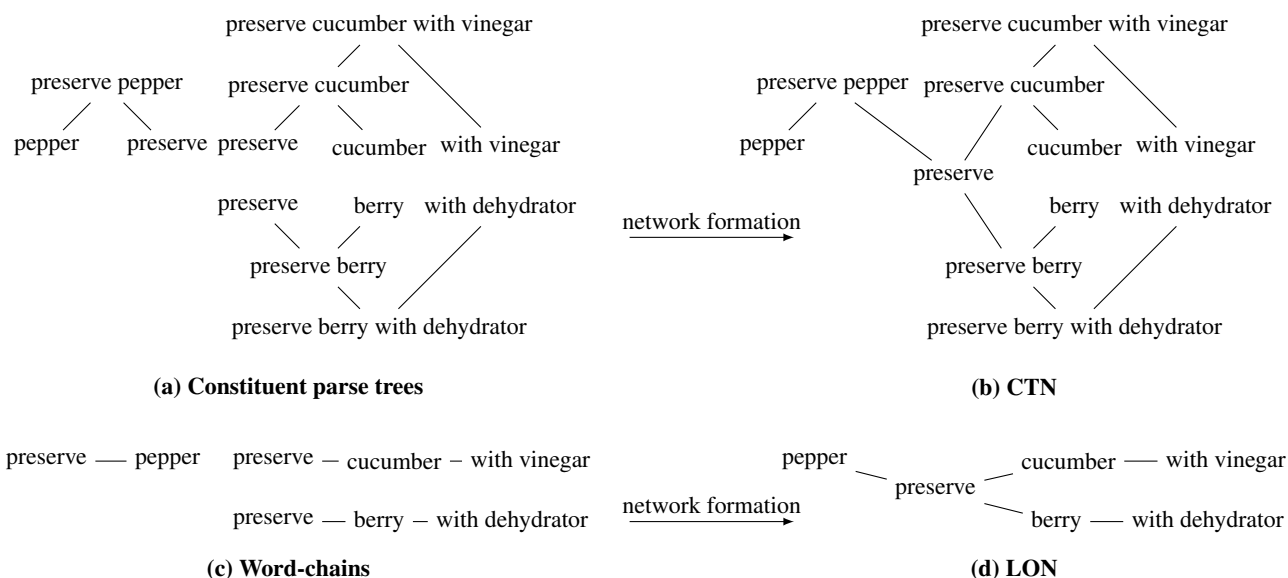 preserve cucumber with vinegar
preserve pepper
preserve cucumber
pepper
preserve
preserve
cucumber
with vinegar
preserve
berry
with dehydrator
preserve berry
preserve berry with dehydrator
(a) Constituent parse trees
network formation
preserve cucumber with vinegar
preserve pepper
preserve cucumber
pepper
cucumber
with vinegar
preserve
berry
with dehydrator
preserve berry
preserve berry with dehydrator
(b) CTN
preserve — pepper
preserve – cucumber – with vinegar
preserve – berry – with dehydrator
(c) Word-chains
network formation
pepper
preserve
cucumber — with vinegar
berry — with dehydrator
(d) LON